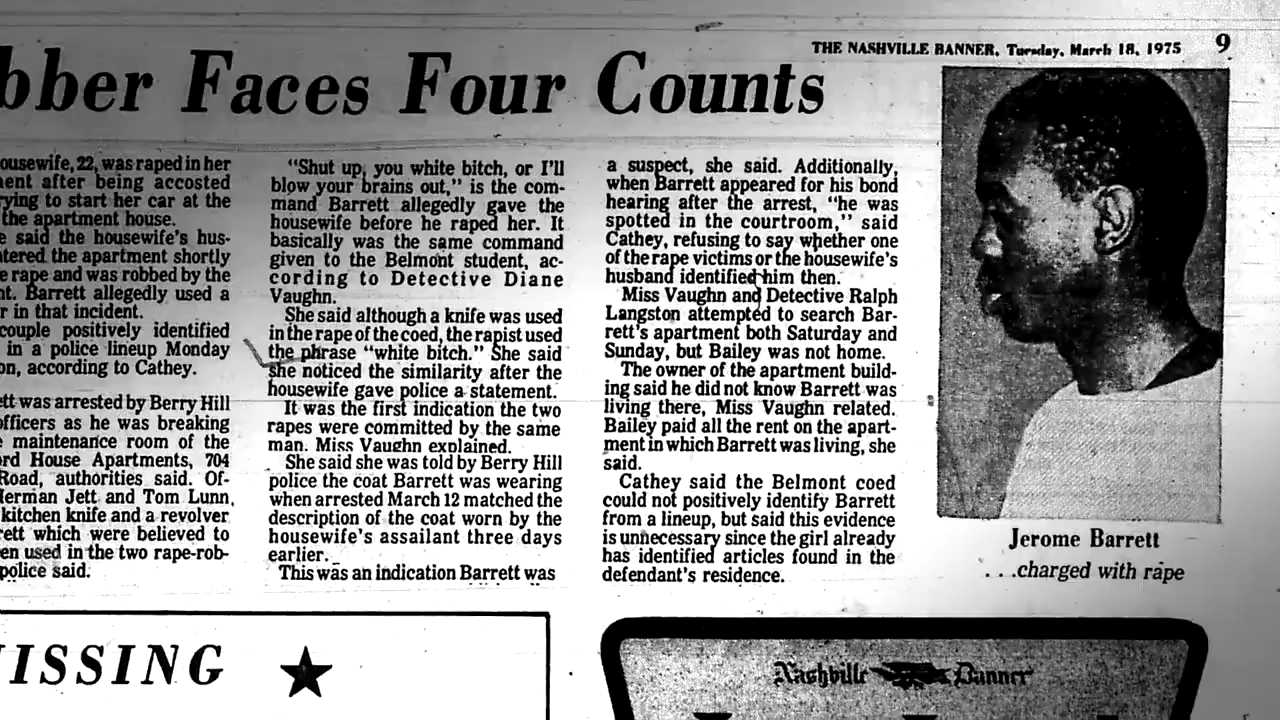 THE NASHVILLE BANNER, Tuesday, March 18, 1975 9
bber Faces Four Counts
ousewife, 22, was raped in her
ent after being accosted
rying to start her car at the
the apartment house.
e said the housewife's hus-
ntered the apartment shortly
e rape and was robbed by the
nt. Barrett allegedly used a
r in that incident.
couple positively identified
in a police lineup Monday
on, according to Cathey.
ett was arrested by Berry Hill
officers as he was breaking
e maintenance room of the
ord House Apartments, 704
Road, authorities said. Of-
Herman Jett and Tom Lunn,
kitchen knife and a revolver
rett which were believed to
en used in the two rape-rob-
police said.
"Shut up, you white bitch, or I'll
blow your brains out," is the com-
mand Barrett allegedly gave the
housewife before he raped her. It
basically was the same command
given to the Belmont student, ac-
cording to Detective Diane
Vaughn.
She said although a knife was used
in the rape of the coed, the rapist used
the phrase "white bitch." She said
she noticed the similarity after the
housewife gave police a statement.
It was the first indication the two
rapes were committed by the same
man. Miss Vaughn explained.
She said she was told by Berry Hill
police the coat Barrett was wearing
when arrested March 12 matched the
description of the coat worn by the
housewife's assailant three days
earlier.
This was an indication Barrett was
a suspect, she said. Additionally,
when Barrett appeared for his bond
hearing after the arrest, "he was
spotted in the courtroom," said
Cathey, refusing to say whether one
of the rape victims or the housewife's
husband identified him then.
Miss Vaughn and Detective Ralph
Langston attempted to search Bar-
rett's apartment both Saturday and
Sunday, but Bailey was not home.
The owner of the apartment build-
ing said he did not know Barrett was
living there, Miss Vaughn related.
Bailey paid all the rent on the apart-
ment in which Barrett was living, she
said.
Cathey said the Belmont coed
could not positively identify Barrett
from a lineup, but said this evidence
is unnecessary since the girl already
has identified articles found in the
defendant's residence.
Jerome Barrett
. . .charged with rape
ISSING
Nashville Banner